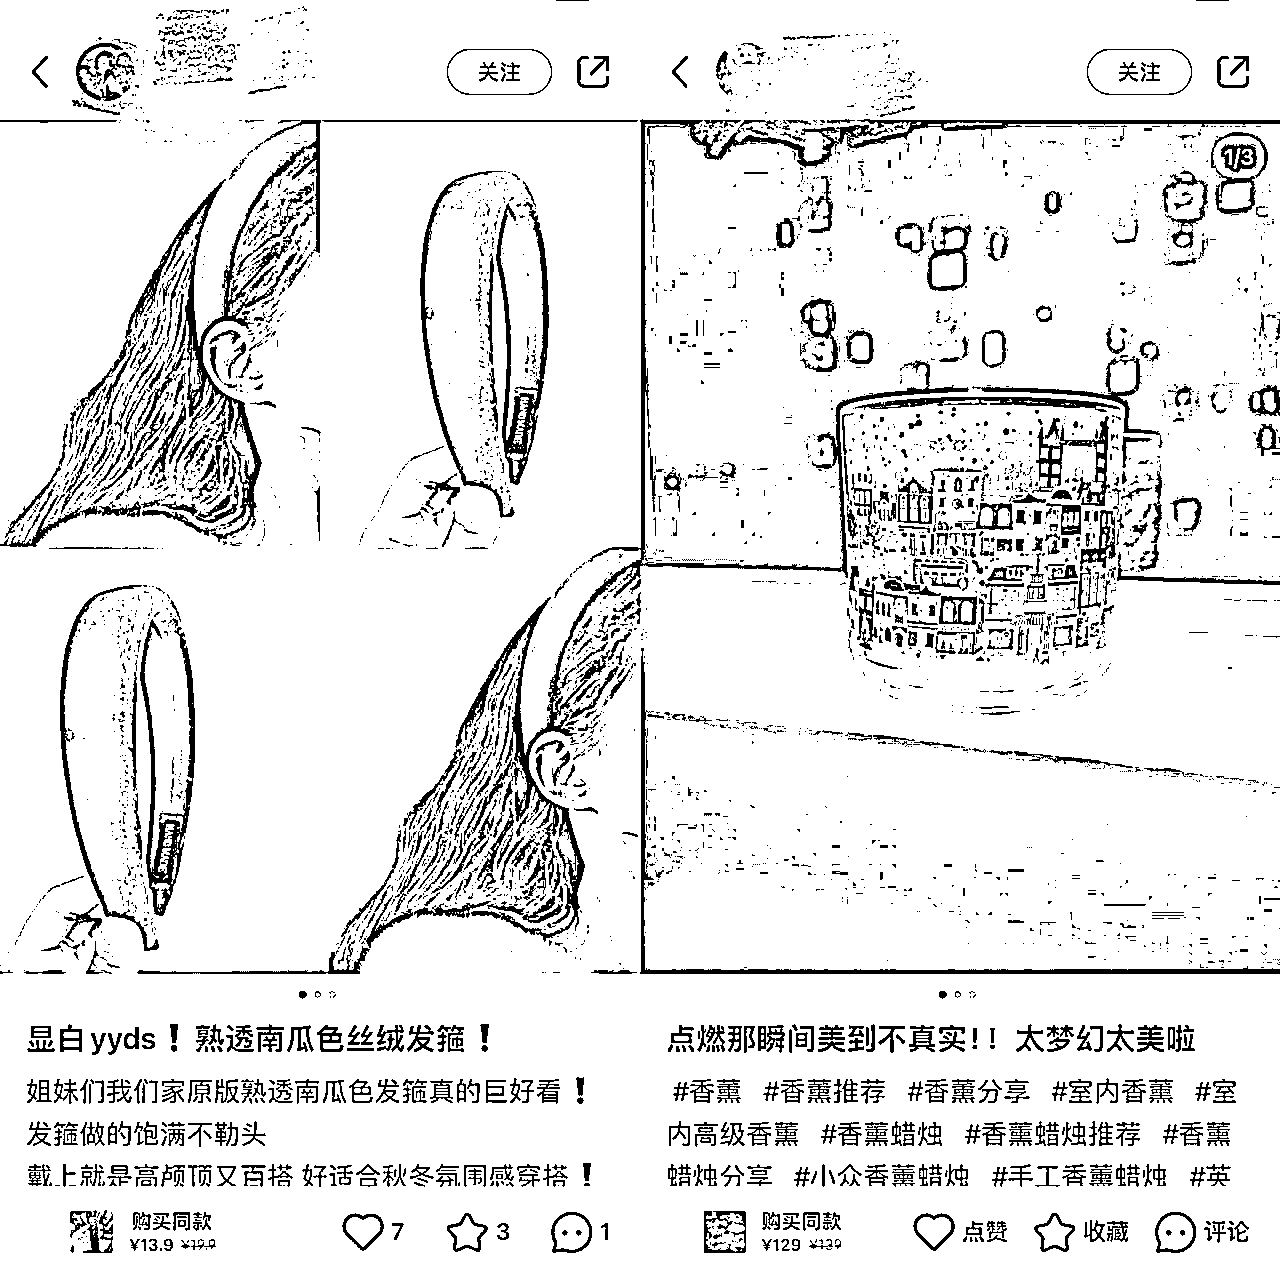 关注
显白yyds❗熟透南瓜色丝绒发箍❗
姐妹们我们家原版熟透南瓜色发箍真的巨好看❗
发箍做的饱满不勒头
戴上就是高颅顶又百搭 好适合秋冬氛围感穿搭❗
购买同款
¥13.9 ¥19.9
7
3
1
关注
1/3
点燃那瞬间美到不真实!!! 太梦幻太美啦
#香薰 #香薰推荐 #香薰分享 #室内香薰 #室
内高级香薰 #香薰蜡烛 #香薰蜡烛推荐 #香薰
蜡烛分享 #小众香薰蜡烛 #手工香薰蜡烛 #英
购买同款
¥129 ¥139
点赞
收藏
评论